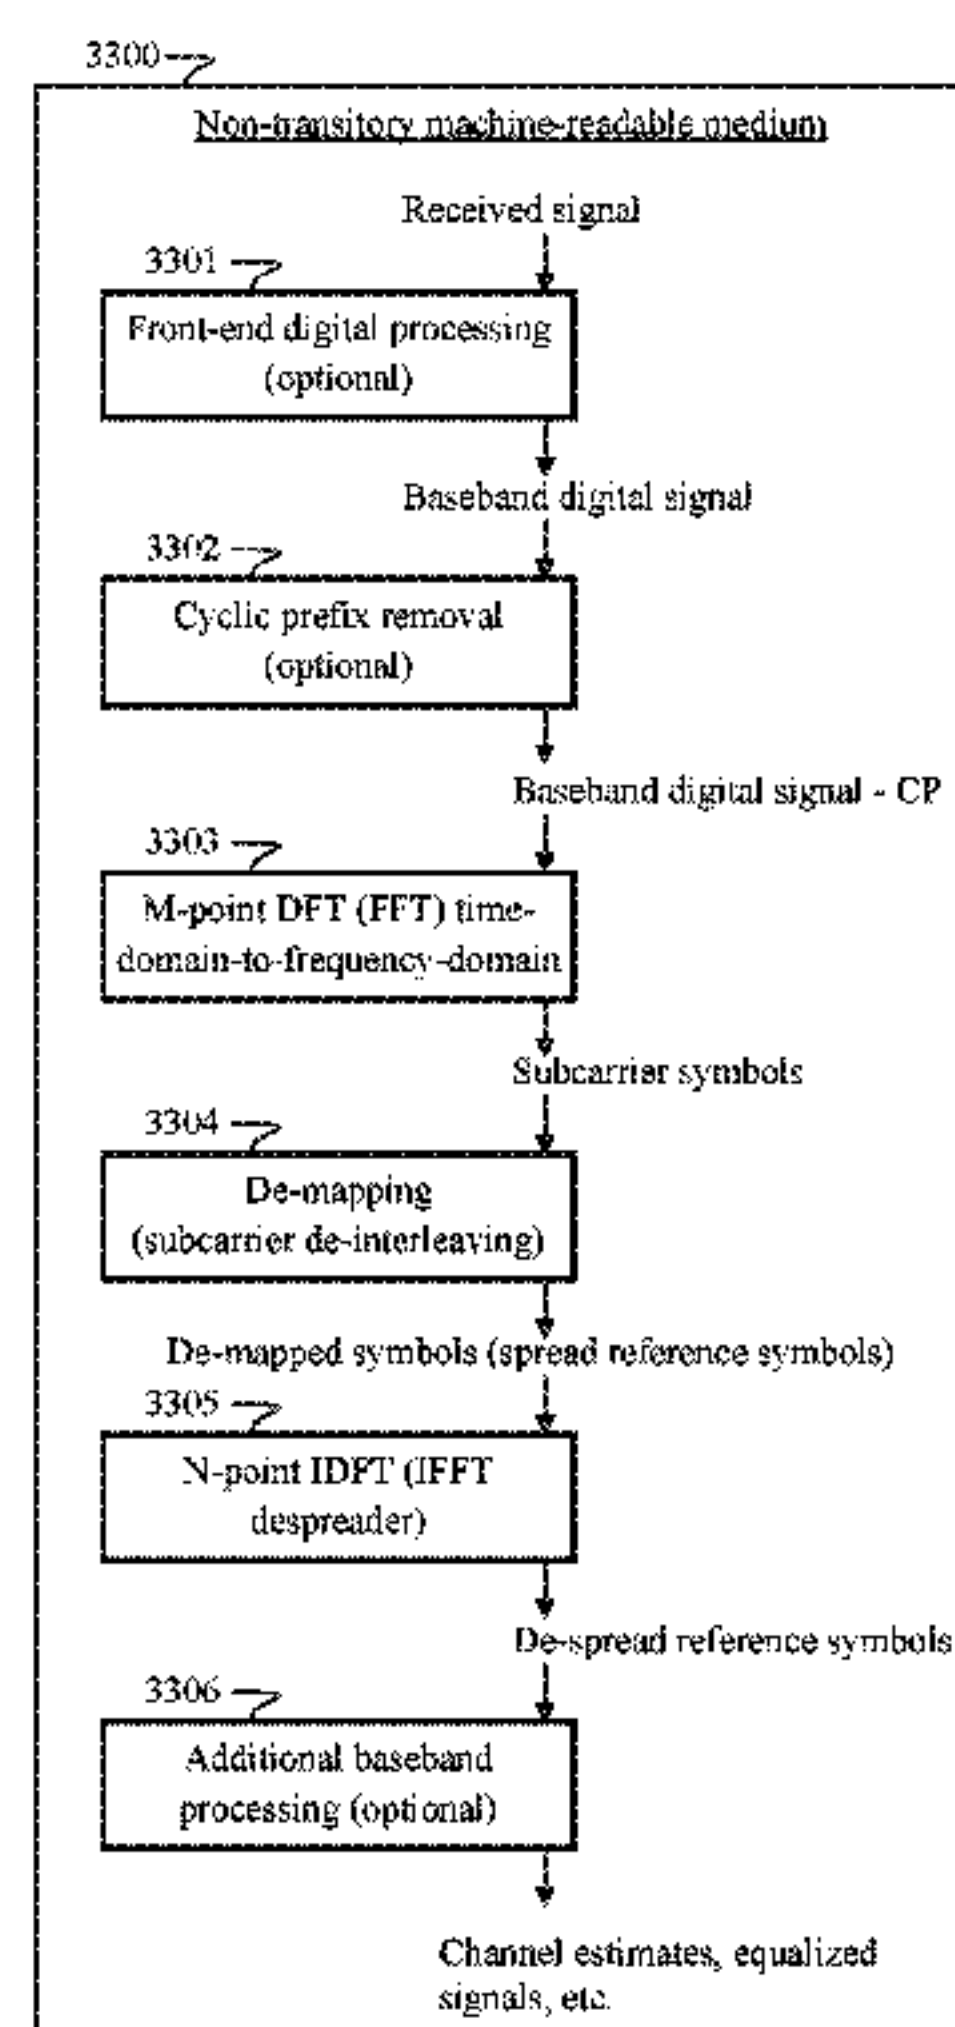 3300
Non-transitory machine-readable medium
Received signal
3301
Front-end digital processing
(optional)
Baseband digital signal
3302
Cyclic prefix removal
(optional)
Baseband digital signal - CP
3303
M-point DFT (FFT) time-
domain-to-frequency-domain
Subcarrier symbols
3304
De-mapping
(subcarrier de-interleaving)
De-mapped symbols (spread reference symbols)
3305
N-point IDFT (IFFT
despreader)
De-spread reference symbols
3306
Additional baseband
processing (optional)
Channel estimates, equalized
signals, etc.